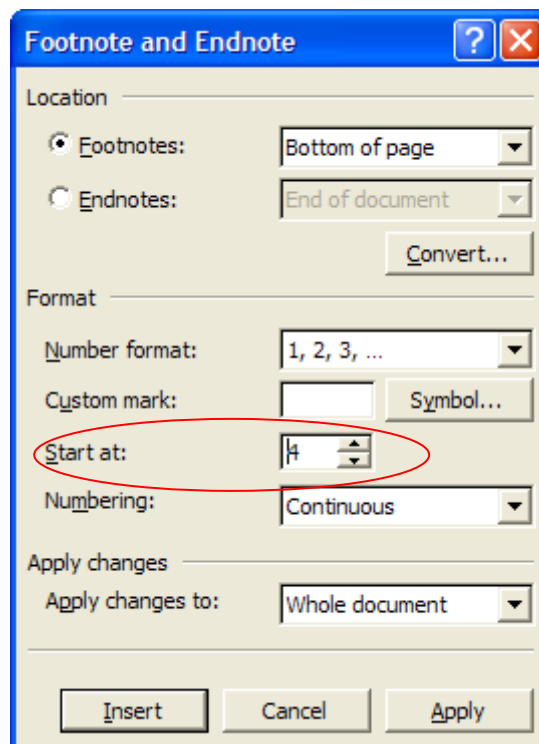 Footnote and Endnote ?
Location
Footnotes: Bottom of page
Endnotes: End of document
Convert...
Format
Number format: 1, 2, 3, ...
Custom mark: Symbol...
Start at: 4
Numbering: Continuous
Apply changes
Apply changes to: Whole document
Insert Cancel Apply